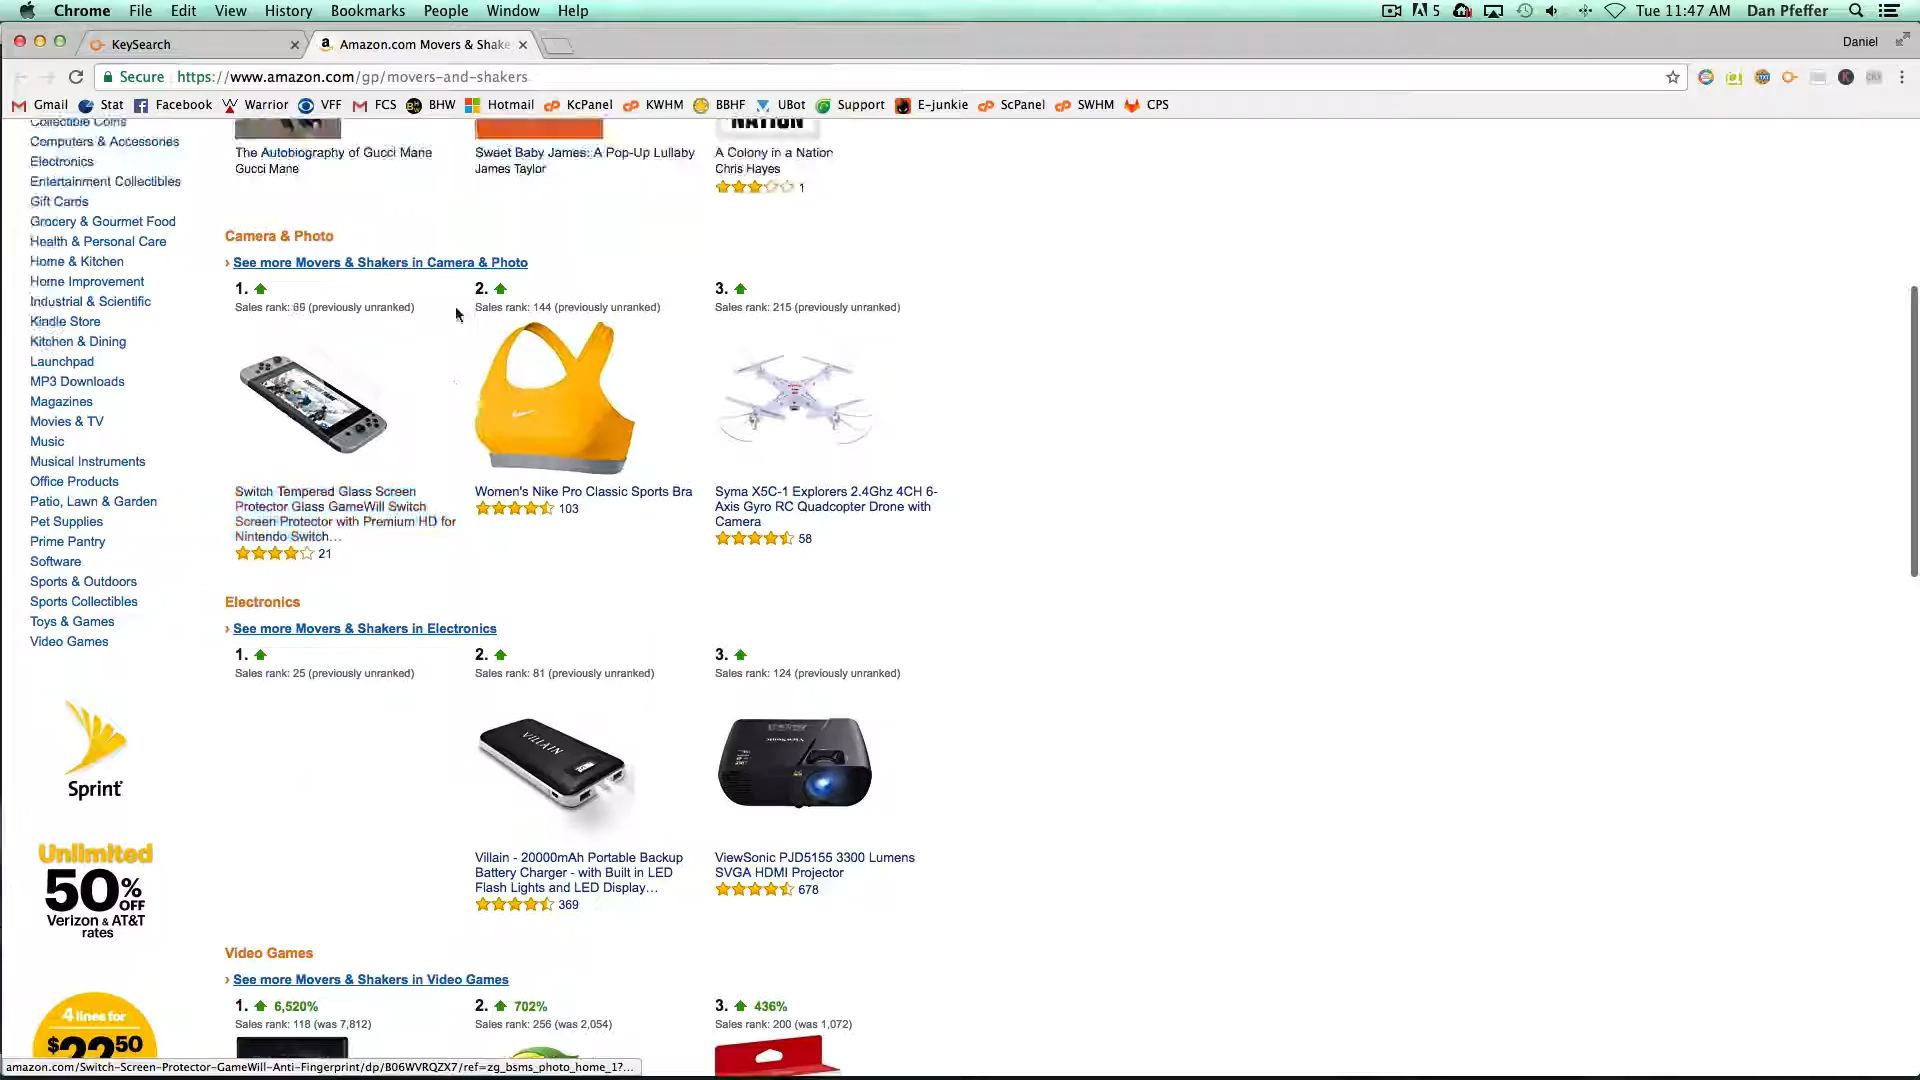 Chrome File Edit View History Bookmarks People Window Help 5 Tue 11:47 AM Dan Pfeffer
KeySearch Amazon.com Movers & Shake Daniel
Secure https://www.amazon.com/gp/movers-and-shakers
Gmail Stat Facebook Warrior VFF FCS BHW Hotmail KcPanel KWHM BBHF UBot Support E-junkie ScPanel SWHM CPS
Collectible Coins
Computers & Accessories
Electronics
Entertainment Collectibles
Gift Cards
Grocery & Gourmet Food
Health & Personal Care
Home & Kitchen
Home Improvement
Industrial & Scientific
Kindle Store
Kitchen & Dining
Launchpad
MP3 Downloads
Magazines
Movies & TV
Music
Musical Instruments
Office Products
Patio, Lawn & Garden
Pet Supplies
Prime Pantry
Software
Sports & Outdoors
Sports Collectibles
Toys & Games
Video Games
Sprint
Unlimited
50% OFF
Verizon & AT&T
rates
4 lines for
$22.50
NATION
The Autobiography of Gucci Mane
Gucci Mane
Sweet Baby James: A Pop-Up Lullaby
James Taylor
A Colony in a Nation
Chris Hayes
1
Camera & Photo
› See more Movers & Shakers in Camera & Photo
1.
Sales rank: 69 (previously unranked)
Switch Tempered Glass Screen
Protector Glass GameWill Switch
Screen Protector with Premium HD for
Nintendo Switch…
21
2.
Sales rank: 144 (previously unranked)
Women's Nike Pro Classic Sports Bra
103
3.
Sales rank: 215 (previously unranked)
Syma X5C-1 Explorers 2.4Ghz 4CH 6-
Axis Gyro RC Quadcopter Drone with
Camera
58
Electronics
› See more Movers & Shakers in Electronics
1.
Sales rank: 25 (previously unranked)
2.
Sales rank: 81 (previously unranked)
VILLAIN
Villain - 20000mAh Portable Backup
Battery Charger - with Built in LED
Flash Lights and LED Display…
369
3.
Sales rank: 124 (previously unranked)
ViewSonic
ViewSonic PJD5155 3300 Lumens
SVGA HDMI Projector
678
Video Games
› See more Movers & Shakers in Video Games
1. 6,520%
Sales rank: 118 (was 7,812)
2. 702%
Sales rank: 256 (was 2,054)
3. 436%
Sales rank: 200 (was 1,072)
amazon.com/Switch-Screen-Protector-GameWill-Anti-Fingerprint/dp/B06WVRQZX7/ref=zg_bsms_photo_home_1?...